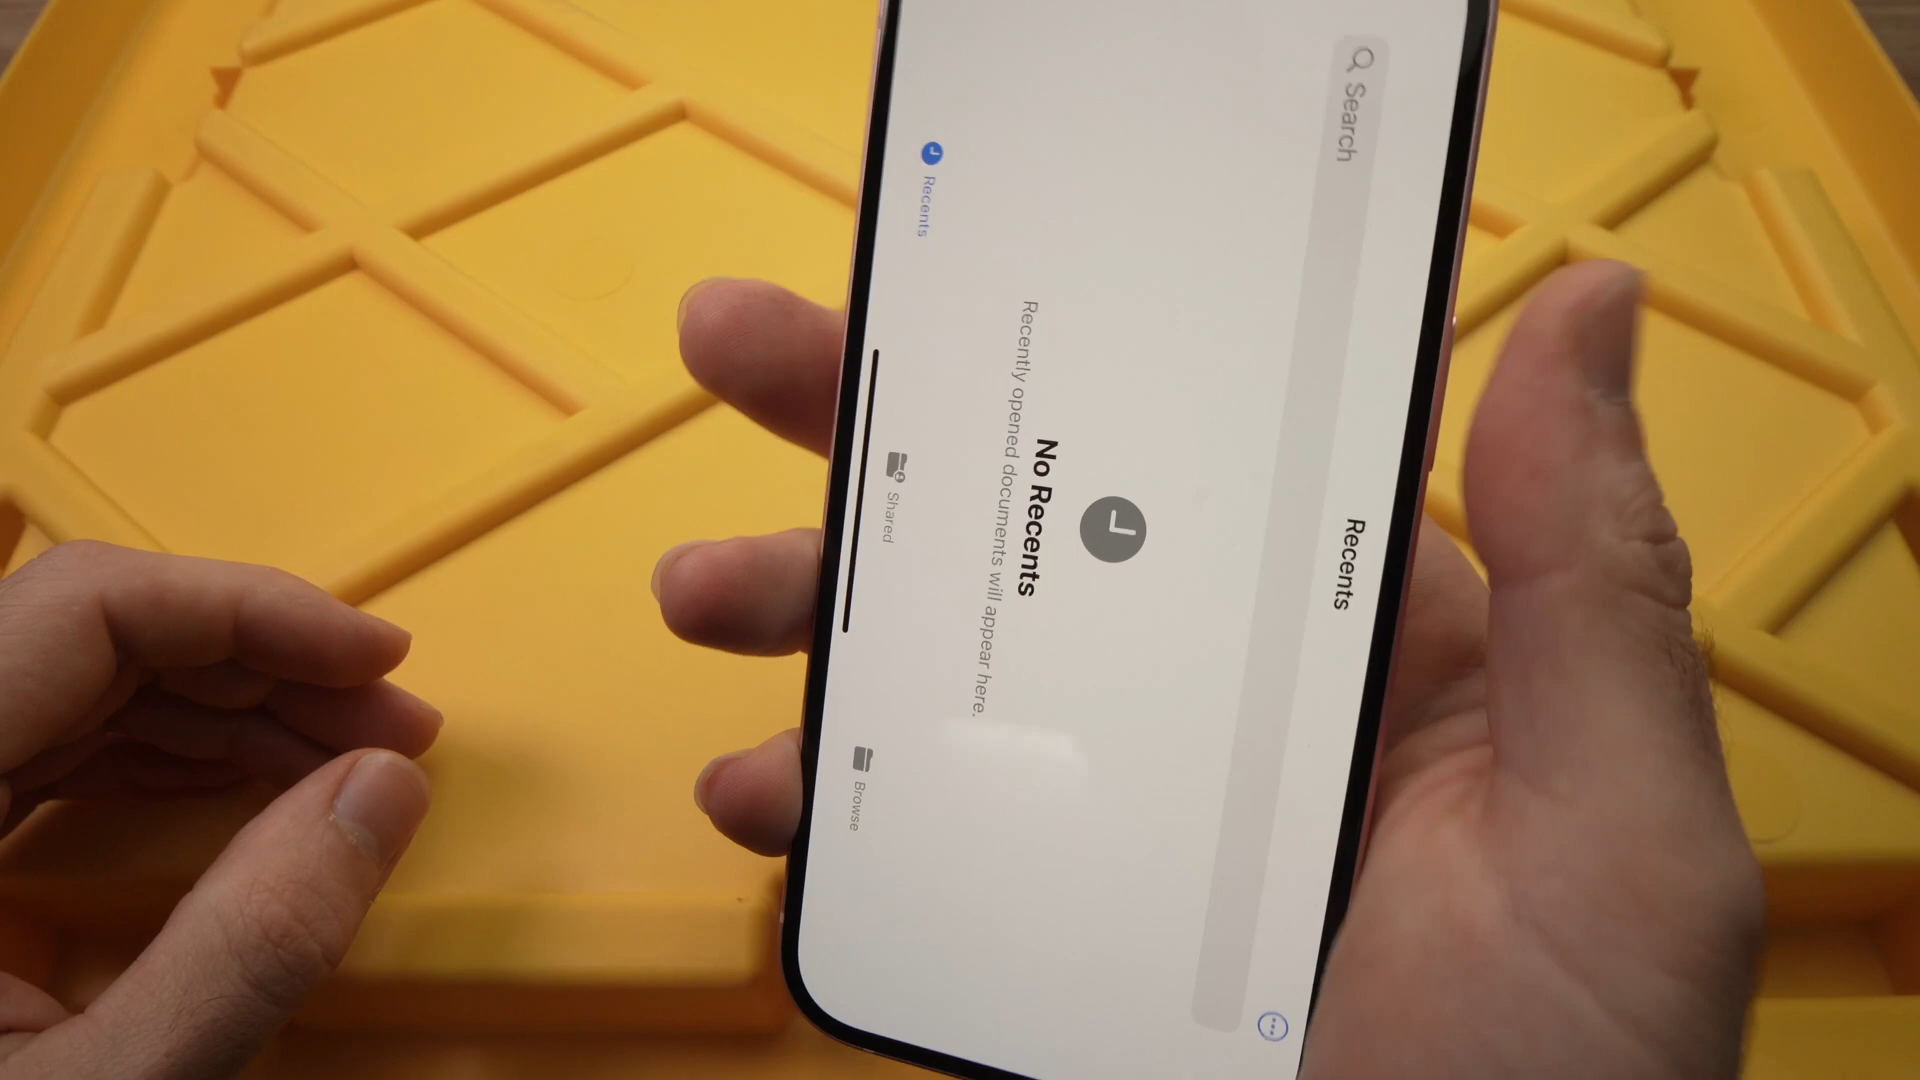 Recents
Search
No Recents
Recently opened documents will appear here.
Recents
Shared
Browse